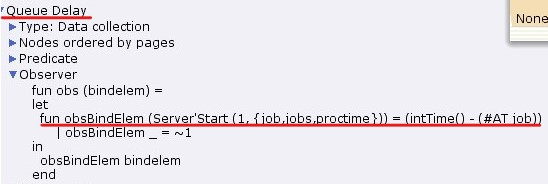 Queue Delay
None
Type: Data collection
Nodes ordered by pages
Predicate
Observer
fun obs (bindelem) =
let
fun obsBindElem (Server'Start (1, {job,jobs,proctime})) = (intTime() - (#AT job))
| obsBindElem _ = ~1
in
obsBindElem bindelem
end